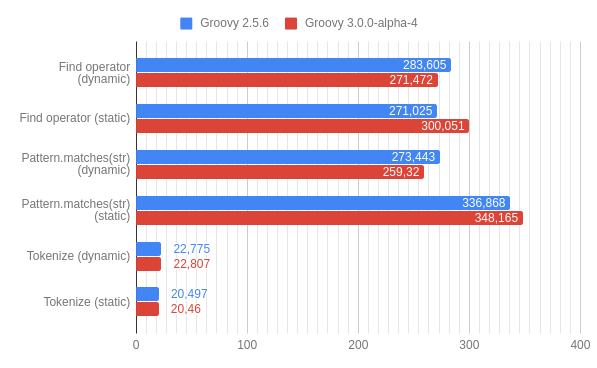 Groovy 2.5.6
Groovy 3.0.0-alpha-4
Find operator
(dynamic)
283,605
271,472
Find operator (static)
271,025
300,051
Pattern.matches(str)
(dynamic)
273,443
259,32
Pattern.matches(str)
(static)
336,868
348,165
Tokenize (dynamic)
22,775
22,807
Tokenize (static)
20,497
20,46
0
100
200
300
400